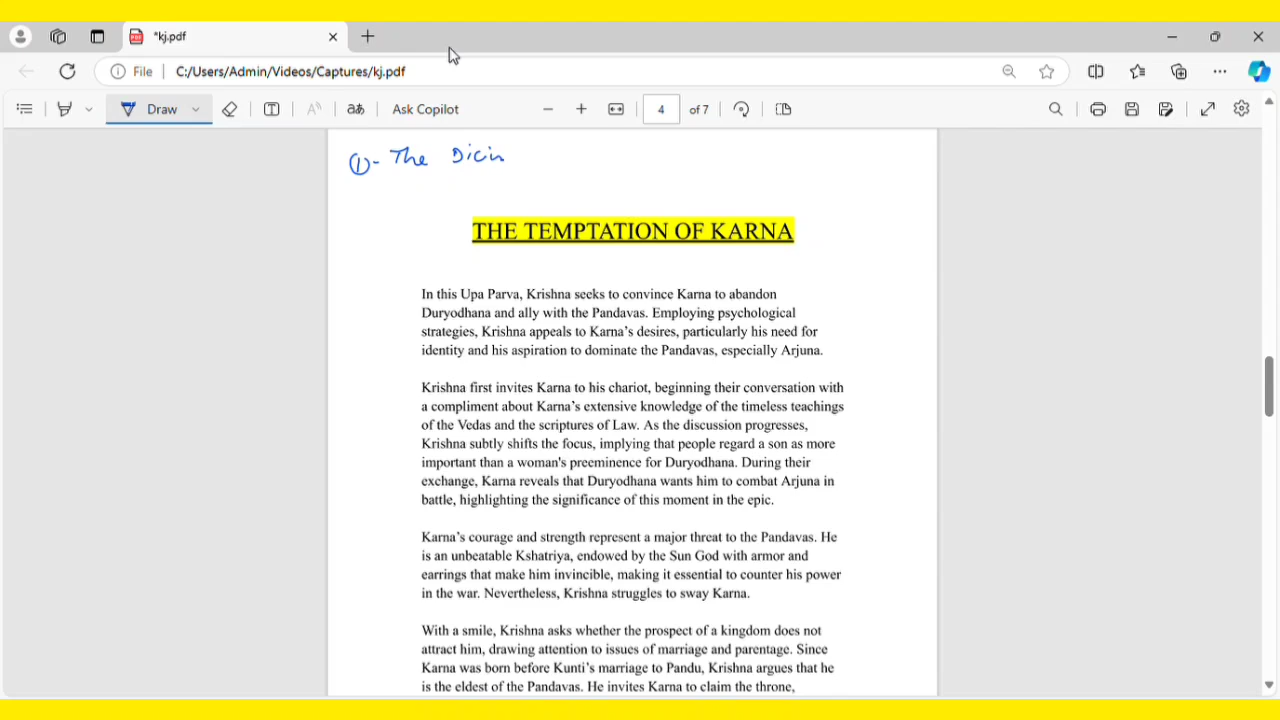 *kj.pdf
File C:/Users/Admin/Videos/Captures/kj.pdf
Draw aあ Ask Copilot 4 of 7
①- The Dicin
THE TEMPTATION OF KARNA
In this Upa Parva, Krishna seeks to convince Karna to abandon
Duryodhana and ally with the Pandavas. Employing psychological
strategies, Krishna appeals to Karna’s desires, particularly his need for
identity and his aspiration to dominate the Pandavas, especially Arjuna.
Krishna first invites Karna to his chariot, beginning their conversation with
a compliment about Karna’s extensive knowledge of the timeless teachings
of the Vedas and the scriptures of Law. As the discussion progresses,
Krishna subtly shifts the focus, implying that people regard a son as more
important than a woman's preeminence for Duryodhana. During their
exchange, Karna reveals that Duryodhana wants him to combat Arjuna in
battle, highlighting the significance of this moment in the epic.
Karna’s courage and strength represent a major threat to the Pandavas. He
is an unbeatable Kshatriya, endowed by the Sun God with armor and
earrings that make him invincible, making it essential to counter his power
in the war. Nevertheless, Krishna struggles to sway Karna.
With a smile, Krishna asks whether the prospect of a kingdom does not
attract him, drawing attention to issues of marriage and parentage. Since
Karna was born before Kunti’s marriage to Pandu, Krishna argues that he
is the eldest of the Pandavas. He invites Karna to claim the throne,